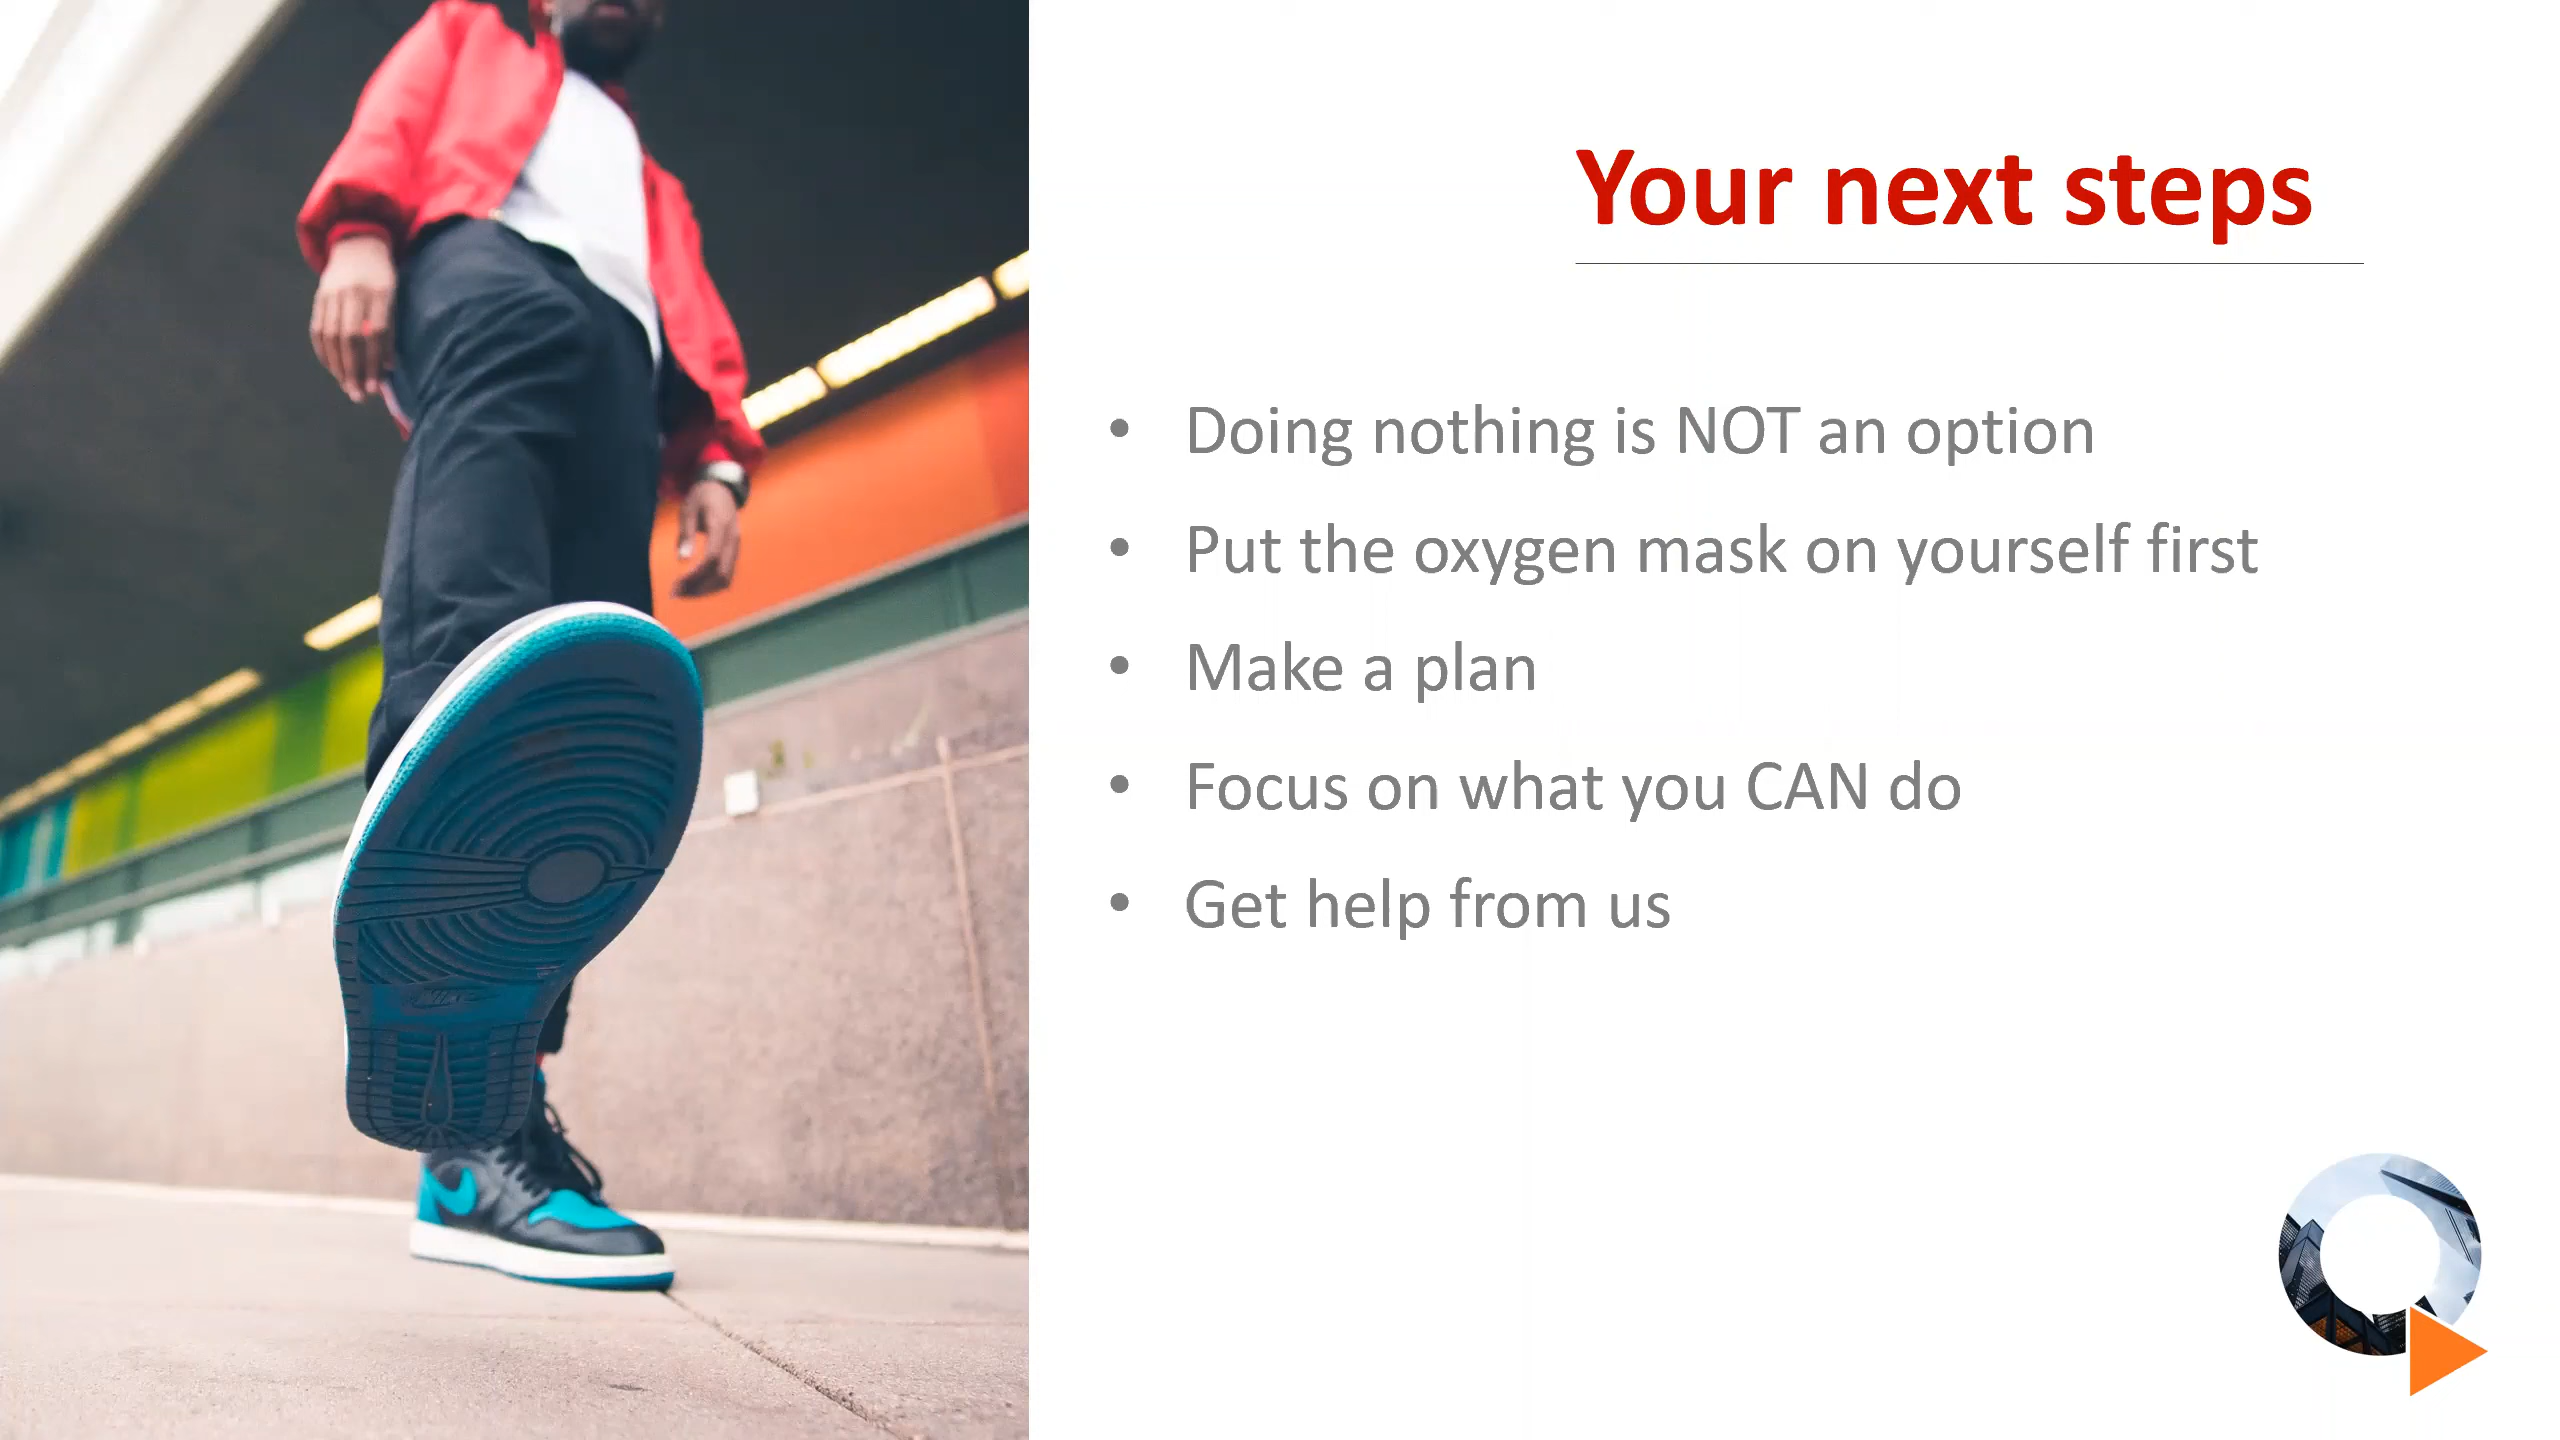 Your next steps
• Doing nothing is NOT an option
• Put the oxygen mask on yourself first
• Make a plan
• Focus on what you CAN do
• Get help from us